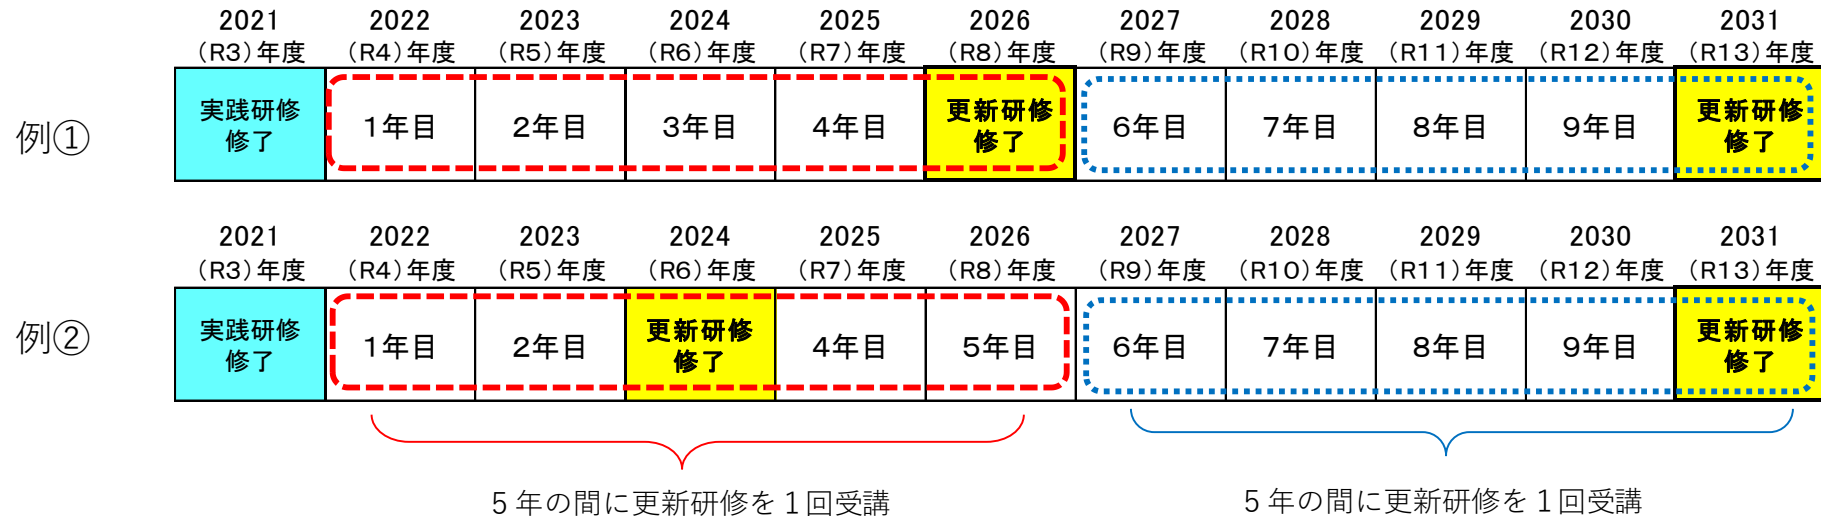 2021 2022 2023 2024 2025 2026 2027 2028 2029 2030 2031
（R3）年度 （R4）年度 （R5）年度 （R6）年度 （R7）年度 （R8）年度 （R9）年度 （R10）年度 （R11）年度 （R12）年度 （R13）年度
例①
実践研修
修了
1年目
2年目
3年目
4年目
更新研修
修了
6年目
7年目
8年目
9年目
更新研修
修了
2021 2022 2023 2024 2025 2026 2027 2028 2029 2030 2031
（R3）年度 （R4）年度 （R5）年度 （R6）年度 （R7）年度 （R8）年度 （R9）年度 （R10）年度 （R11）年度 （R12）年度 （R13）年度
例②
実践研修
修了
1年目
2年目
更新研修
修了
4年目
5年目
6年目
7年目
8年目
9年目
更新研修
修了
5年の間に更新研修を1回受講
5年の間に更新研修を1回受講